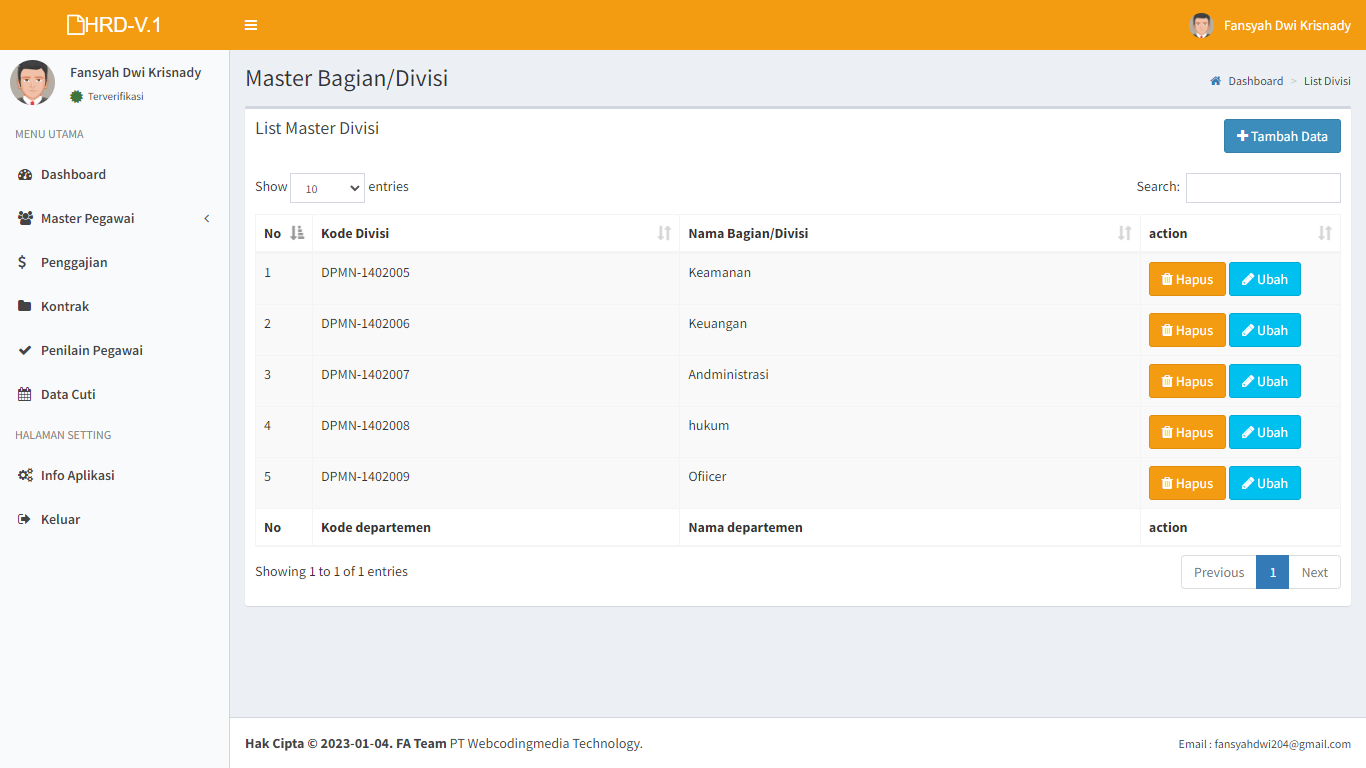 HRD-V.1
Fansyah Dwi Krisnady
Fansyah Dwi Krisnady
Terverifikasi
MENU UTAMA
Dashboard
Master Pegawai
Penggajian
Kontrak
Penilain Pegawai
Data Cuti
HALAMAN SETTING
Info Aplikasi
Keluar
Master Bagian/Divisi
Dashboard > List Divisi
List Master Divisi
Tambah Data
Show 10 entries
Search:
No Kode Divisi Nama Bagian/Divisi action
1 DPMN-1402005 Keamanan Hapus Ubah
2 DPMN-1402006 Keuangan Hapus Ubah
3 DPMN-1402007 Andministrasi Hapus Ubah
4 DPMN-1402008 hukum Hapus Ubah
5 DPMN-1402009 Ofiicer Hapus Ubah
No Kode departemen Nama departemen action
Showing 1 to 1 of 1 entries
Previous 1 Next
Hak Cipta © 2023-01-04. FA Team PT Webcodingmedia Technology.
Email : fansyahdwi204@gmail.com